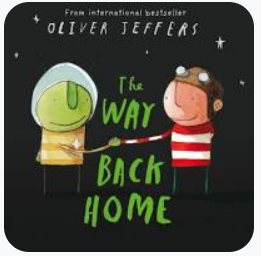 From international bestseller
OLIVER JEFFERS
The
WAY
BACK
HOME